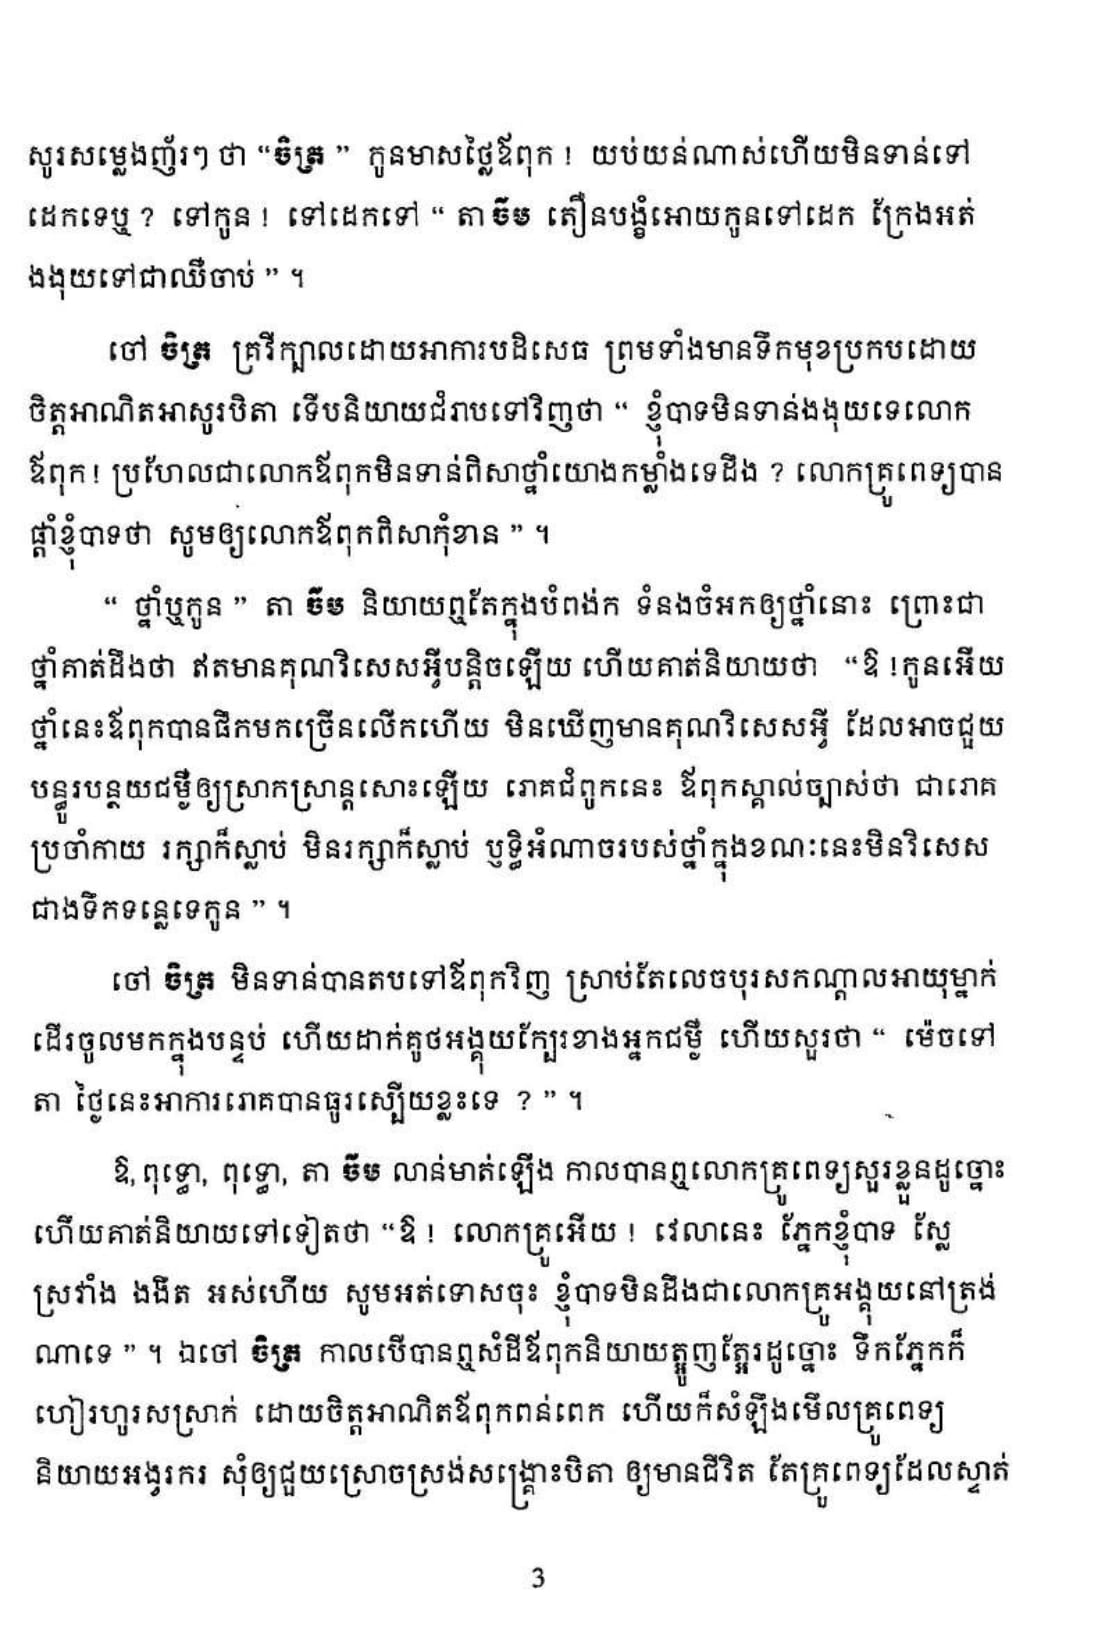 សូរសម្លេងញ័រៗ ថា “ចិត្រ” កូនមាសថ្លៃឪពុក ! យប់យន់ណាស់ហើយមិនទាន់ទៅ
ដេកទេឬ ? ទៅកូន ! ទៅដេកទៅ “ តា ចឹម តឿនបង្ខំអោយកូនទៅដេក ក្រែងអត់
ងងុយទៅជាឈឺចាប់ ” ។
ចៅ ចិត្រ គ្រវីក្បាលដោយអាការបដិសេធ ព្រមទាំងមានទឹកមុខប្រកបដោយ
ចិត្តអាណិតអាសូរបិតា ទើបនិយាយជំរាបទៅវិញថា “ ខ្ញុំបាទមិនទាន់ងងុយទេលោក
ឪពុក ! ប្រហែលជាលោកឪពុកមិនទាន់ពិសាថ្នាំយោងកម្លាំងទេដឹង ? លោកគ្រូពេទ្យបាន
ផ្តាំខ្ញុំបាទថា សូមឲ្យលោកឪពុកពិសាកុំខាន ” ។
“ ថ្នាំឬកូន ” តា ចឹម និយាយឮតែក្នុងបំពង់ក ទំនងចំអកឲ្យថ្នាំនោះ ព្រោះជា
ថ្នាំគាត់ដឹងថា ឥតមានគុណវិសេសអ្វីបន្តិចឡើយ ហើយគាត់និយាយថា “ឱ ! កូនអើយ
ថ្នាំនេះឪពុកបានផឹកមកច្រើនលើកហើយ មិនឃើញមានគុណវិសេសអ្វី ដែលអាចជួយ
បន្ធូរបន្ថយជម្ងឺឲ្យស្រាកស្រាន្តសោះឡើយ រោគជំពូកនេះ ឪពុកស្គាល់ច្បាស់ថា ជារោគ
ប្រចាំកាយ រក្សាក៏ស្លាប់ មិនរក្សាក៏ស្លាប់ ឫទ្ធិអំណាចរបស់ថ្នាំក្នុងខណៈនេះមិនវិសេស
ជាងទឹកទន្លេទេកូន ” ។
ចៅ ចិត្រ មិនទាន់បានតបទៅឪពុកវិញ ស្រាប់តែលេចបុរសកណ្តាលអាយុម្នាក់
ដើរចូលមកក្នុងបន្ទប់ ហើយដាក់គូថអង្គុយក្បែរខាងអ្នកជម្ងឺ ហើយសួរថា “ ម៉េចទៅ
តា ថ្ងៃនេះអាការរោគបានធូរស្បើយខ្លះទេ ? ” ។
ឱ, ពុទ្ធោ, ពុទ្ធោ, តា ចឹម លាន់មាត់ឡើង កាលបានឮលោកគ្រូពេទ្យសួរខ្លួនដូច្នោះ
ហើយគាត់និយាយទៅទៀតថា “ឱ ! លោកគ្រូអើយ ! វេលានេះ ភ្នែកខ្ញុំបាទ ស្លែ
ស្រវាំង ងងឹត អស់ហើយ សូមអត់ទោសចុះ ខ្ញុំបាទមិនដឹងជាលោកគ្រូអង្គុយនៅត្រង់
ណាទេ ” ។ ឯចៅ ចិត្រ កាលបើបានឮសំដីឪពុកនិយាយត្អូញត្អែរដូច្នោះ ទឹកភ្នែកក៏
ហៀរហូរសស្រាក់ ដោយចិត្តអាណិតឪពុកពន់ពេក ហើយក៏សំឡឹងមើលគ្រូពេទ្យ
និយាយអង្វរករ សុំឲ្យជួយស្រោចស្រង់សង្គ្រោះបិតា ឲ្យមានជីវិត តែគ្រូពេទ្យដែលស្ទាត់
3